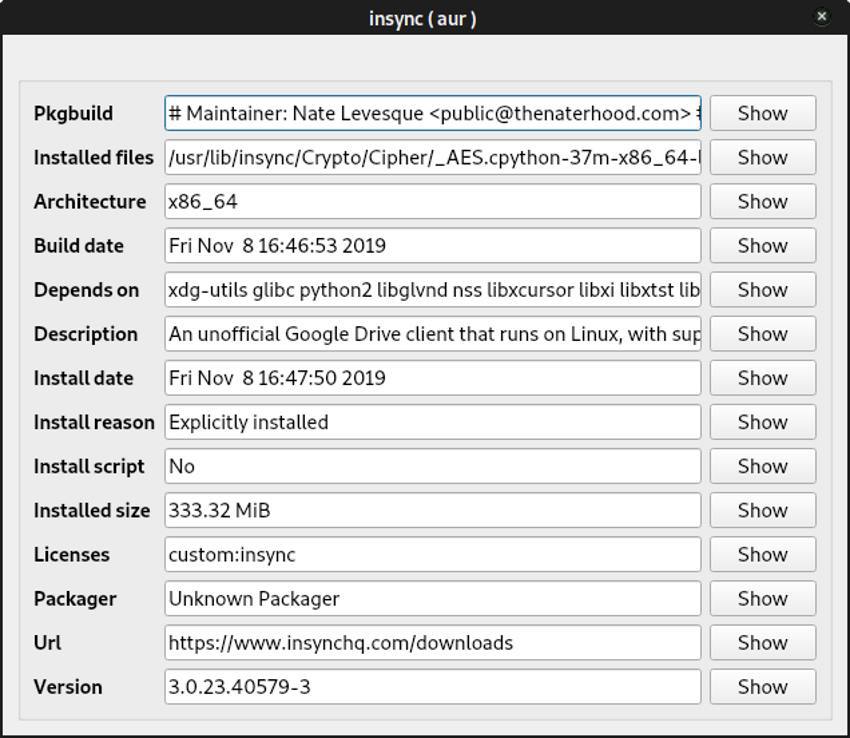 insync ( aur )
Pkgbuild # Maintainer: Nate Levesque <public@thenaterhood.com> # Show
Installed files /usr/lib/insync/Crypto/Cipher/_AES.cpython-37m-x86_64-l Show
Architecture x86_64 Show
Build date Fri Nov  8 16:46:53 2019 Show
Depends on xdg-utils glibc python2 libglvnd nss libxcursor libxi libxtst lib Show
Description An unofficial Google Drive client that runs on Linux, with sup Show
Install date Fri Nov  8 16:47:50 2019 Show
Install reason Explicitly installed Show
Install script No Show
Installed size 333.32 MiB Show
Licenses custom:insync Show
Packager Unknown Packager Show
Url https://www.insynchq.com/downloads Show
Version 3.0.23.40579-3 Show